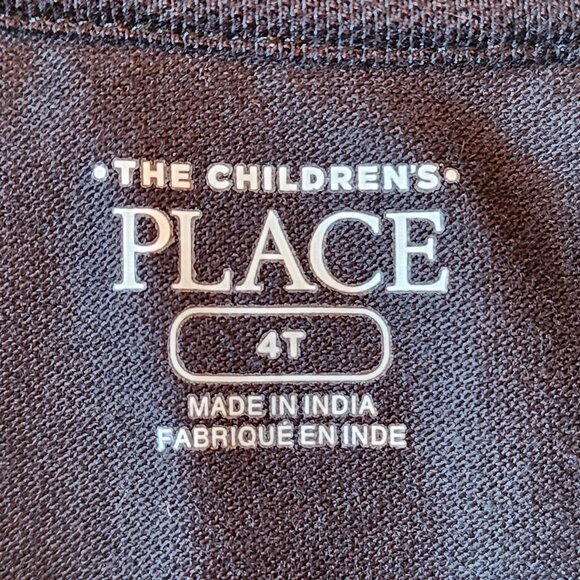 • THE CHILDREN'S •
PLACE
4T
MADE IN INDIA
FABRIQUÉ EN INDE